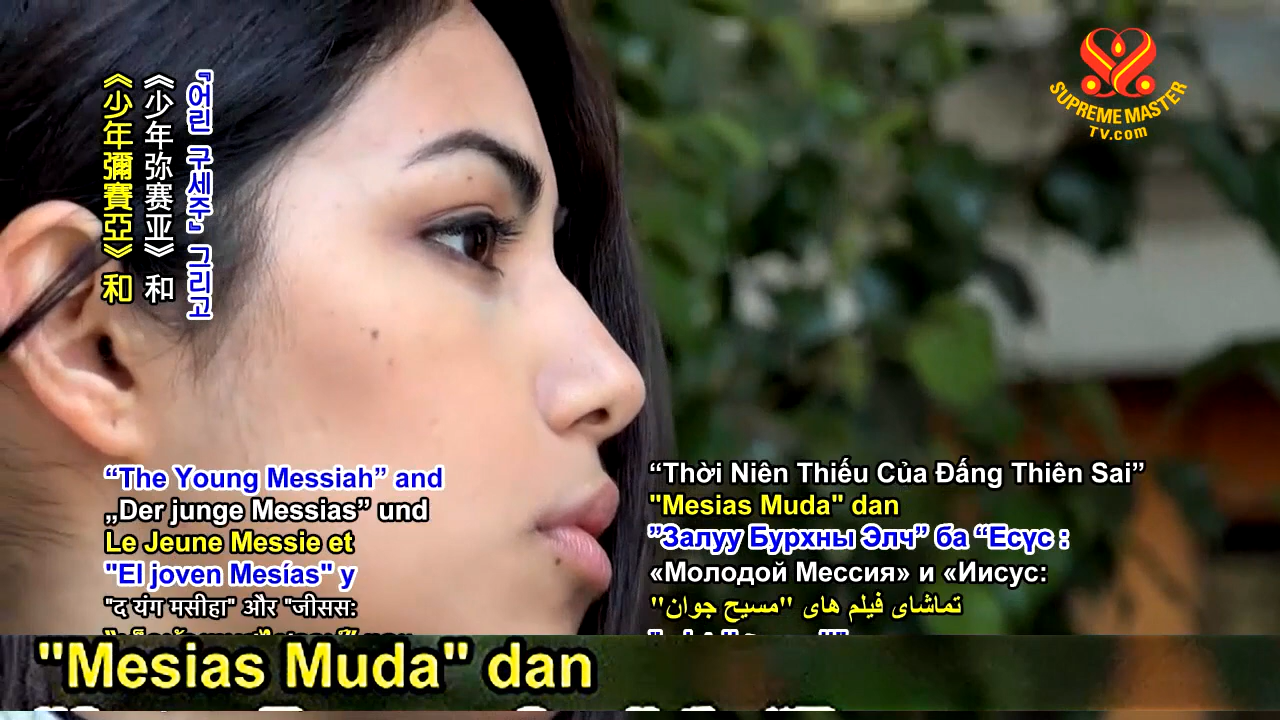 『어린 구세주』 그리고
《少年弥赛亚》和
《少年彌賽亞》和
SUPREME MASTER
TV.com
“The Young Messiah” and
„Der junge Messias” und
Le Jeune Messie et
"El joven Mesías" y
"द यंग मसीहा" और "जीसस:
“Thời Niên Thiếu Của Đấng Thiên Sai”
"Mesias Muda" dan
”Залуу Бурхны Элч” ба “Есүс :
«Молодой Мессия» и «Иисус:
تماشای فیلم های "مسیح جوان"
"Mesias Muda" dan